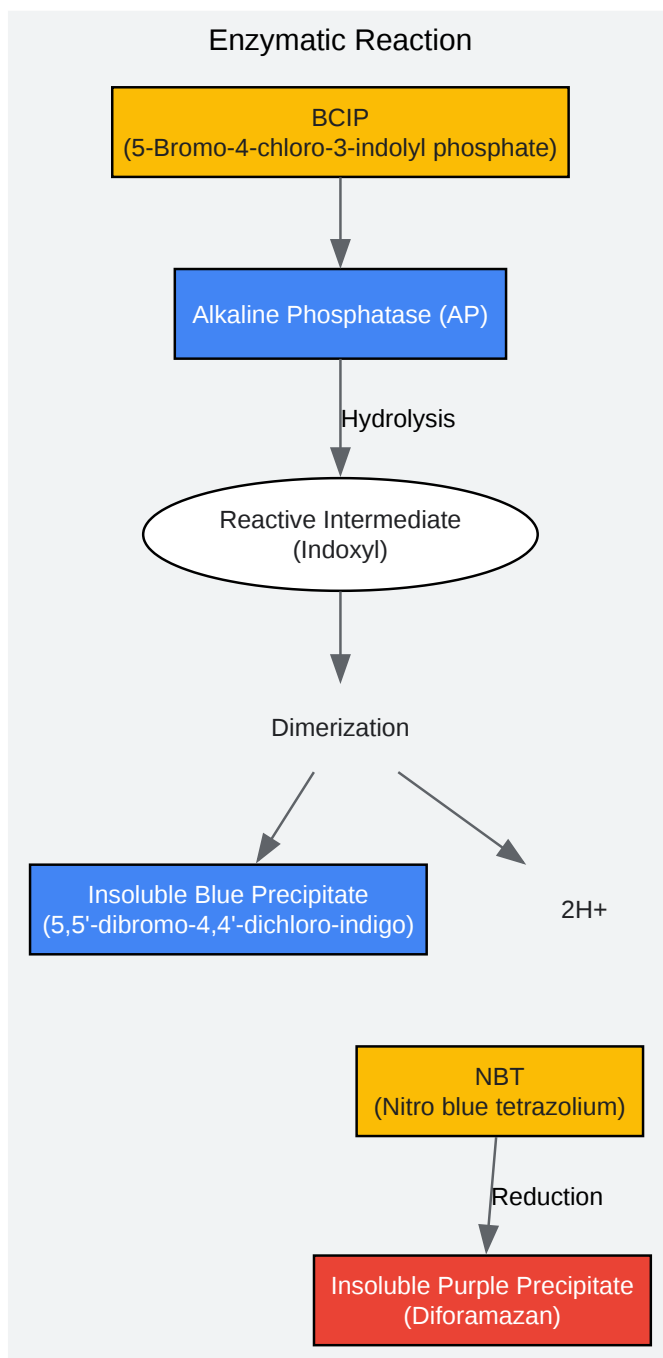 Enzymatic Reaction
BCIP
(5-Bromo-4-chloro-3-indolyl phosphate)
Alkaline Phosphatase (AP)
Hydrolysis
Reactive Intermediate
(Indoxyl)
Dimerization
Insoluble Blue Precipitate
(5,5'-dibromo-4,4'-dichloro-indigo)
2H+
NBT
(Nitro blue tetrazolium)
Reduction
Insoluble Purple Precipitate
(Diforamazan)